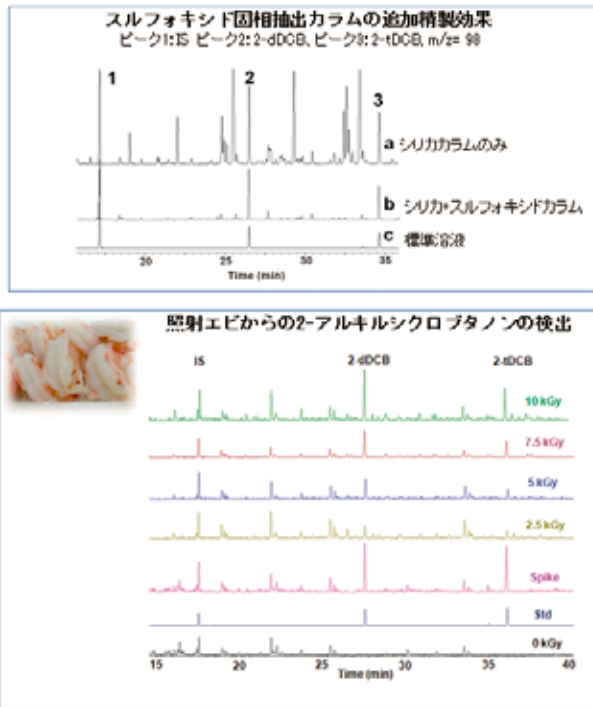 スルフォキシド固相抽出カラムの追加精製効果
ピーク1:IS ピーク2:2-dDCB、ピーク3:2-tDCB, m/z= 98
1
2
3
a シリカカラムのみ
b シリカ+スルフォキシドカラム
c 標準溶液
20 25 30 35
Time (min)
照射エビからの2-アルキルシクロブタノンの検出
IS 2-dDCB 2-tDCB
10 kGy
7.5 kGy
5 kGy
2.5 kGy
Spike
Std
0 kGy
15 20 25 30 35 40
Time (min)